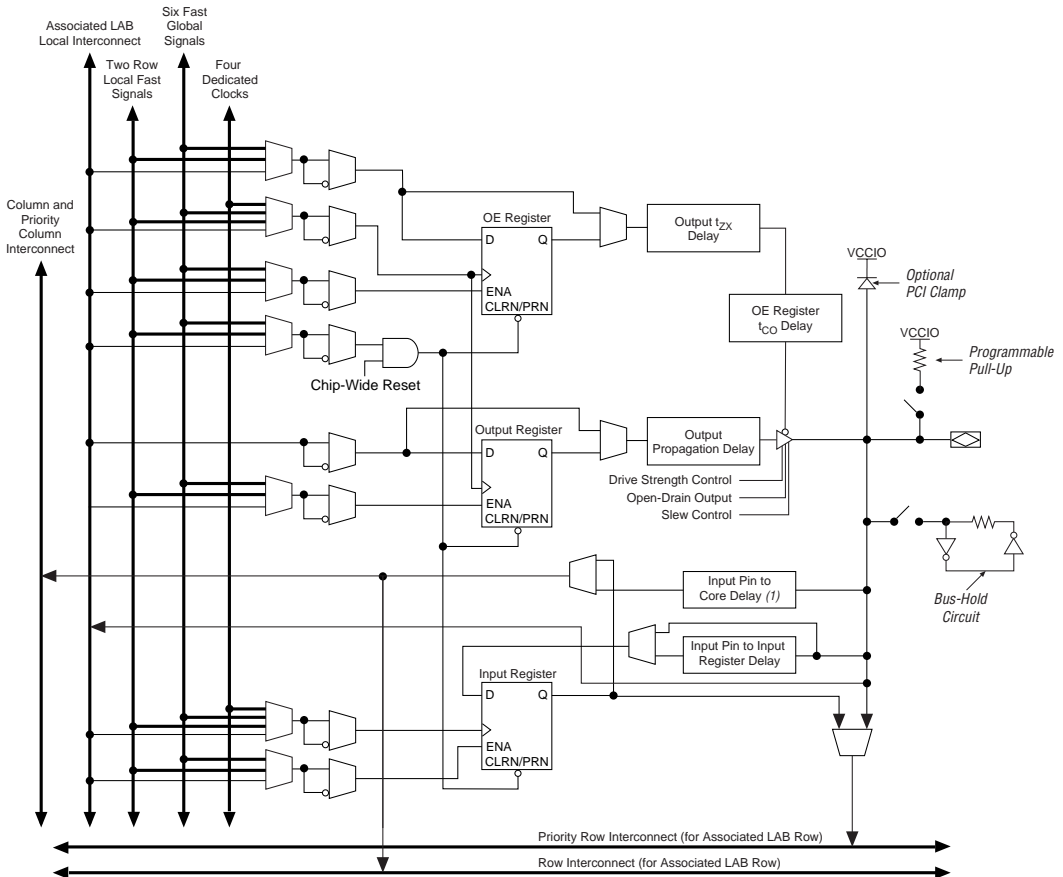 Associated LAB
Local Interconnect
Six Fast
Global
Signals
Two Row
Local Fast
Signals
Four
Dedicated
Clocks
Column and
Priority
Column
Interconnect
OE Register
D Q
ENA
CLRN/PRN
Output tZX
Delay
VCCIO
Optional
PCI Clamp
OE Register
tCO Delay
VCCIO
Programmable
Pull-Up
Chip-Wide Reset
Output Register
D Q
ENA
CLRN/PRN
Output
Propagation Delay
Drive Strength Control
Open-Drain Output
Slew Control
Input Pin to
Core Delay (1)
Bus-Hold
Circuit
Input Pin to Input
Register Delay
Input Register
D Q
ENA
CLRN/PRN
Priority Row Interconnect (for Associated LAB Row)
Row Interconnect (for Associated LAB Row)